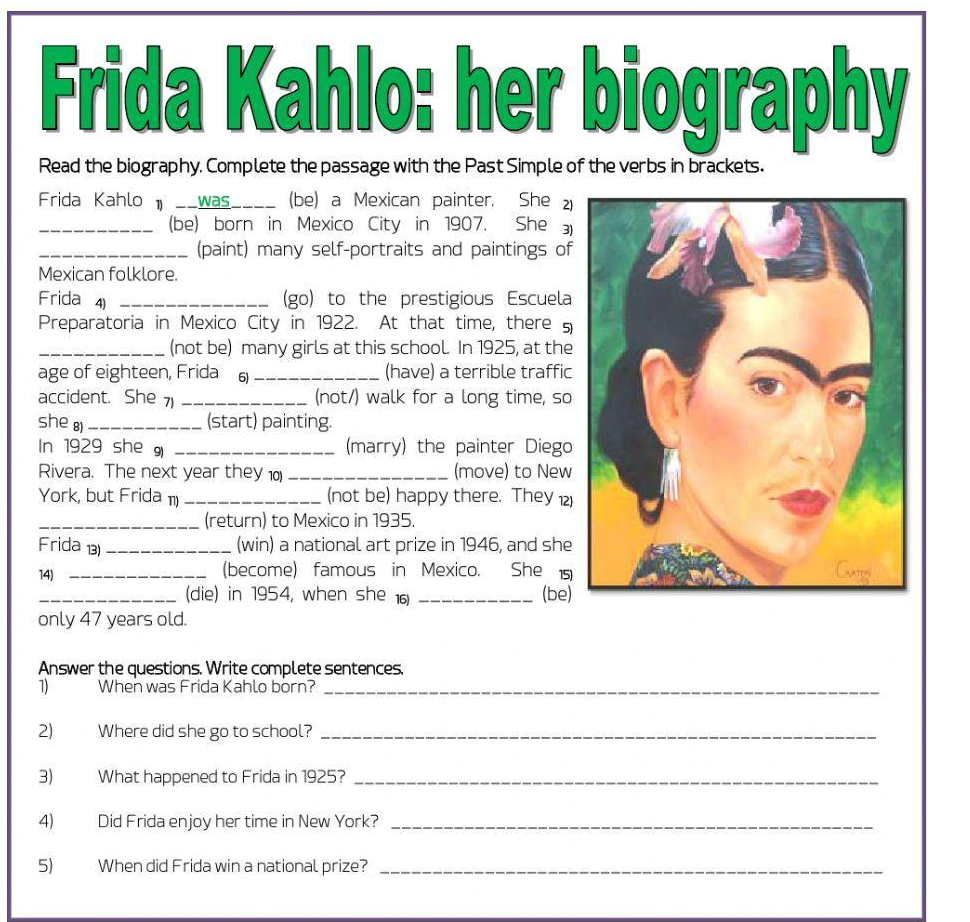 Frida Kahlo: her biography
Read the biography. Complete the passage with the Past Simple of the verbs in brackets.
Frida Kahlo 1) __was____ (be) a Mexican painter. She 2)
__________ (be) born in Mexico City in 1907. She 3)
_____________ (paint) many self-portraits and paintings of
Mexican folklore.
Frida 4) _____________ (go) to the prestigious Escuela
Preparatoria in Mexico City in 1922. At that time, there 5)
___________ (not be) many girls at this school. In 1925, at the
age of eighteen, Frida 6) ___________ (have) a terrible traffic
accident. She 7) ___________ (not/) walk for a long time, so
she 8) __________ (start) painting.
In 1929 she 9) ______________ (marry) the painter Diego
Rivera. The next year they 10) ______________ (move) to New
York, but Frida 11) ____________ (not be) happy there. They 12)
______________ (return) to Mexico in 1935.
Frida 13) ___________ (win) a national art prize in 1946, and she
14) ____________ (become) famous in Mexico. She 15)
____________ (die) in 1954, when she 16) __________ (be)
only 47 years old.
Answer the questions. Write complete sentences.
1) When was Frida Kahlo born? ______________________________________________
2) Where did she go to school? ______________________________________________
3) What happened to Frida in 1925? ___________________________________________
4) Did Frida enjoy her time in New York? ________________________________________
5) When did Frida win a national prize? __________________________________________